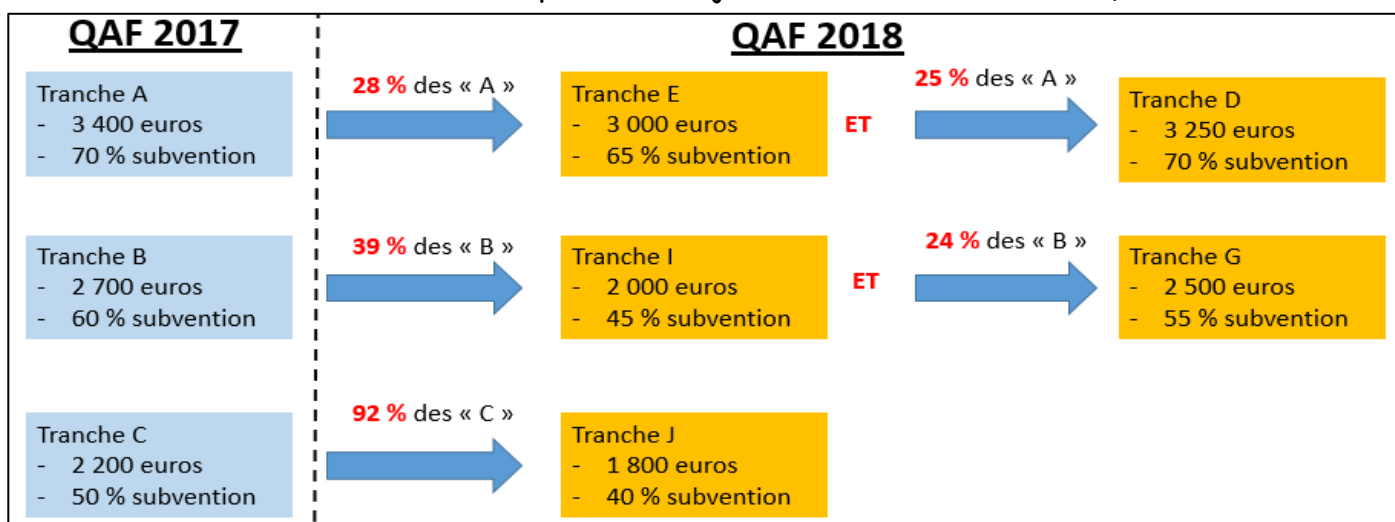 QAF 2017
QAF 2018
Tranche A
- 3 400 euros
- 70 % subvention
28 % des « A »
Tranche E
- 3 000 euros
- 65 % subvention
ET
25 % des « A »
Tranche D
- 3 250 euros
- 70 % subvention
Tranche B
- 2 700 euros
- 60 % subvention
39 % des « B »
Tranche I
- 2 000 euros
- 45 % subvention
ET
24 % des « B »
Tranche G
- 2 500 euros
- 55 % subvention
Tranche C
- 2 200 euros
- 50 % subvention
92 % des « C »
Tranche J
- 1 800 euros
- 40 % subvention